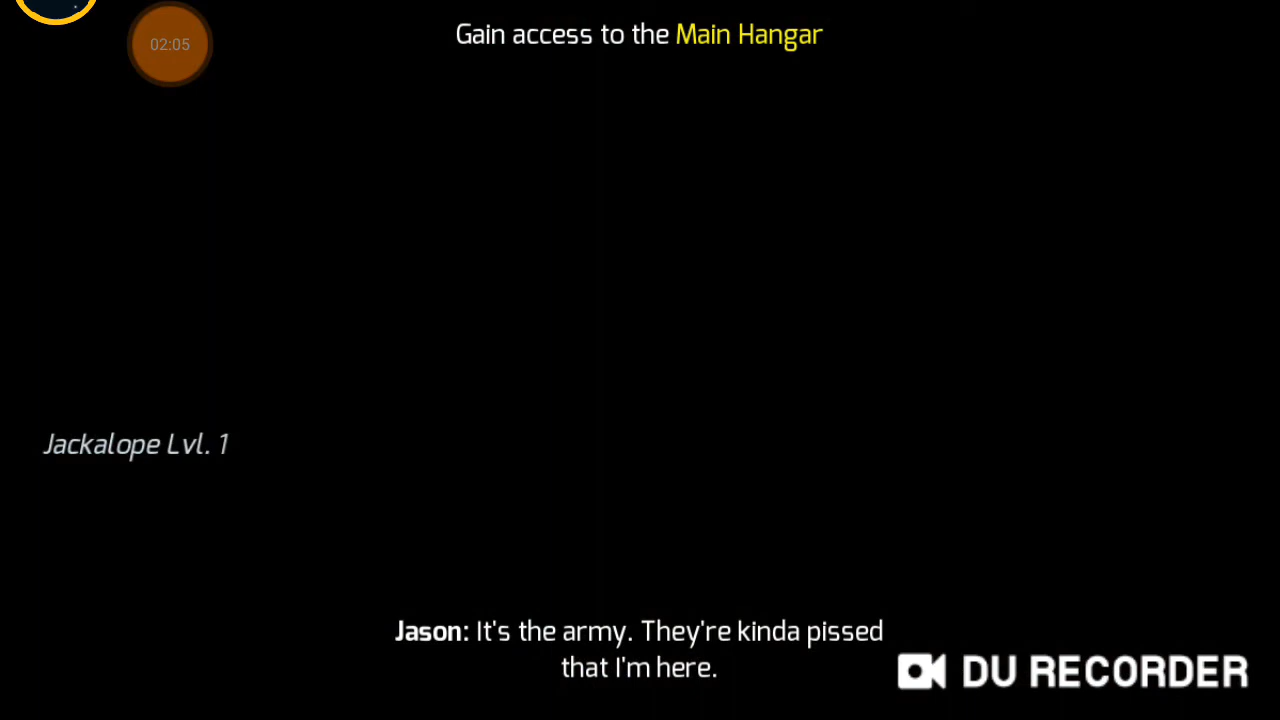 Gain access to the Main Hangar
02:05
Jackalope Lvl. 1
Jason: It's the army. They're kinda pissed
that I'm here.
DU RECORDER